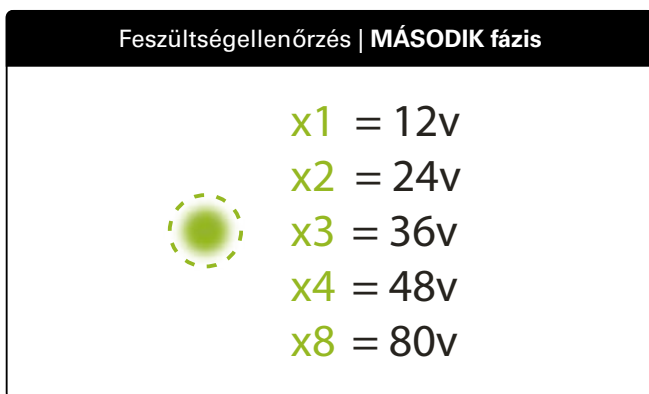 Feszültségellenőrzés | MÁSODIK fázis
x1 = 12v
x2 = 24v
x3 = 36v
x4 = 48v
x8 = 80v